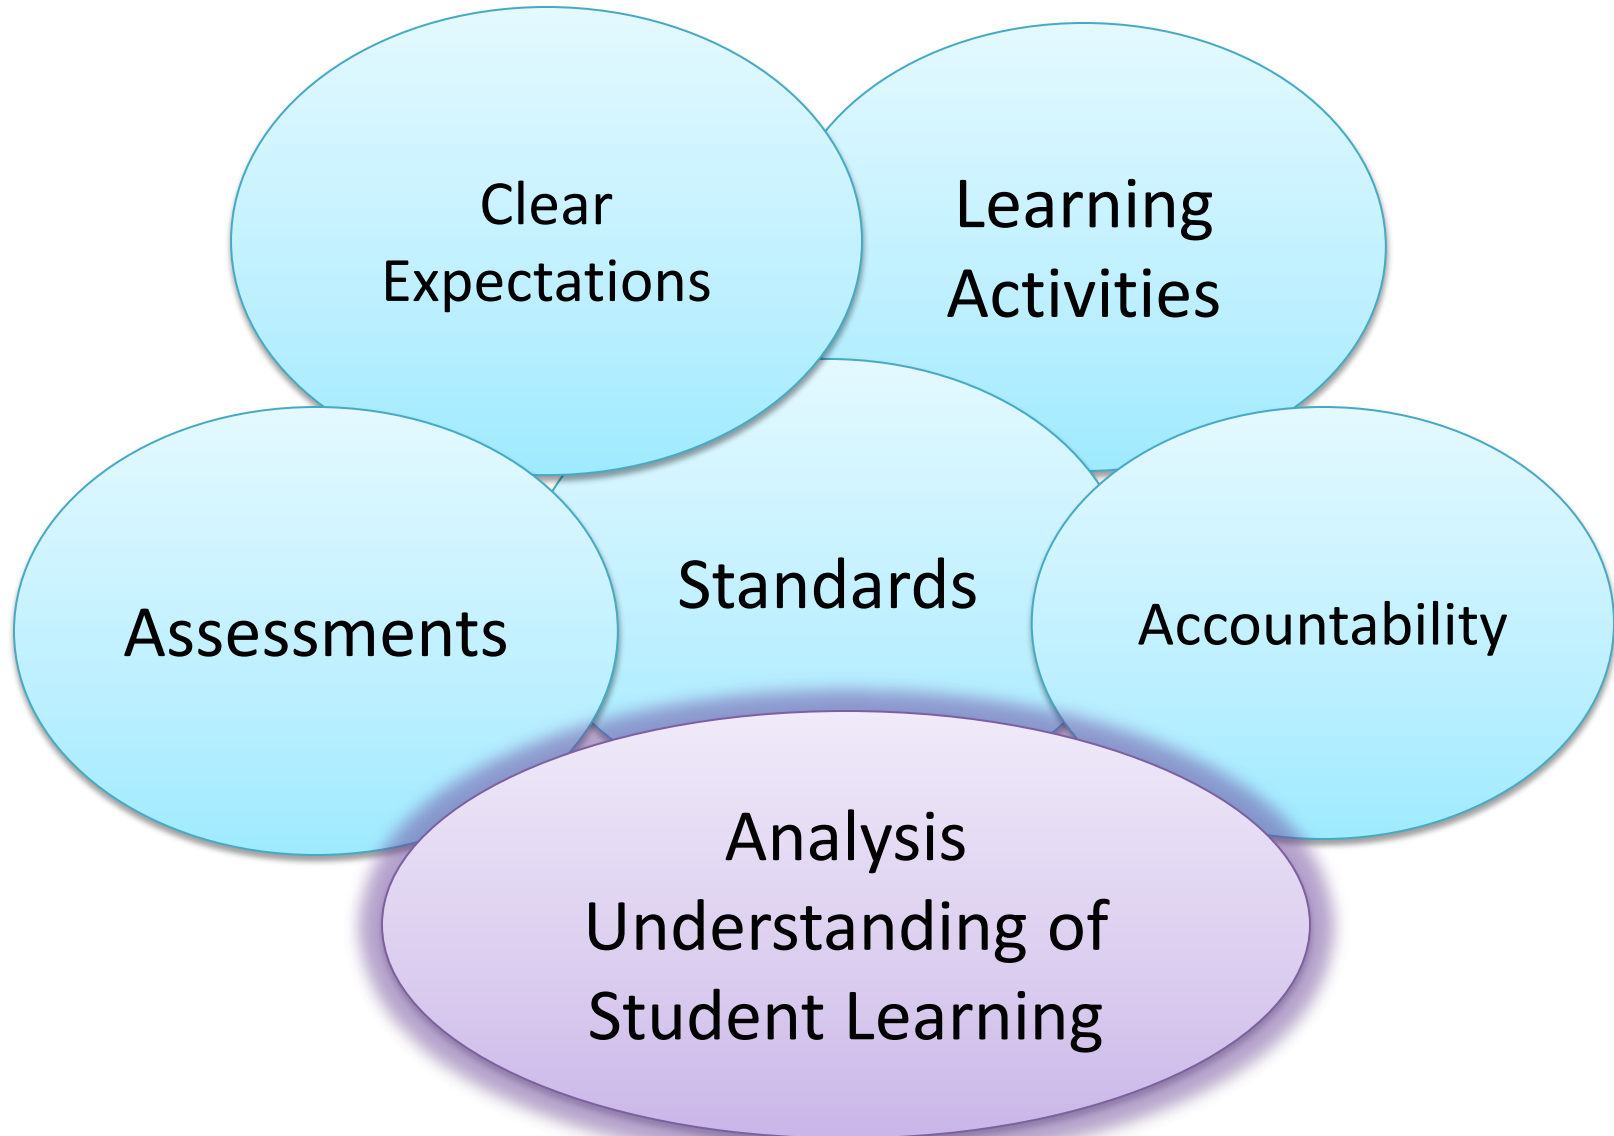 Clear
Expectations
Learning
Activities
Assessments
Standards
Accountability
Analysis
Understanding of
Student Learning